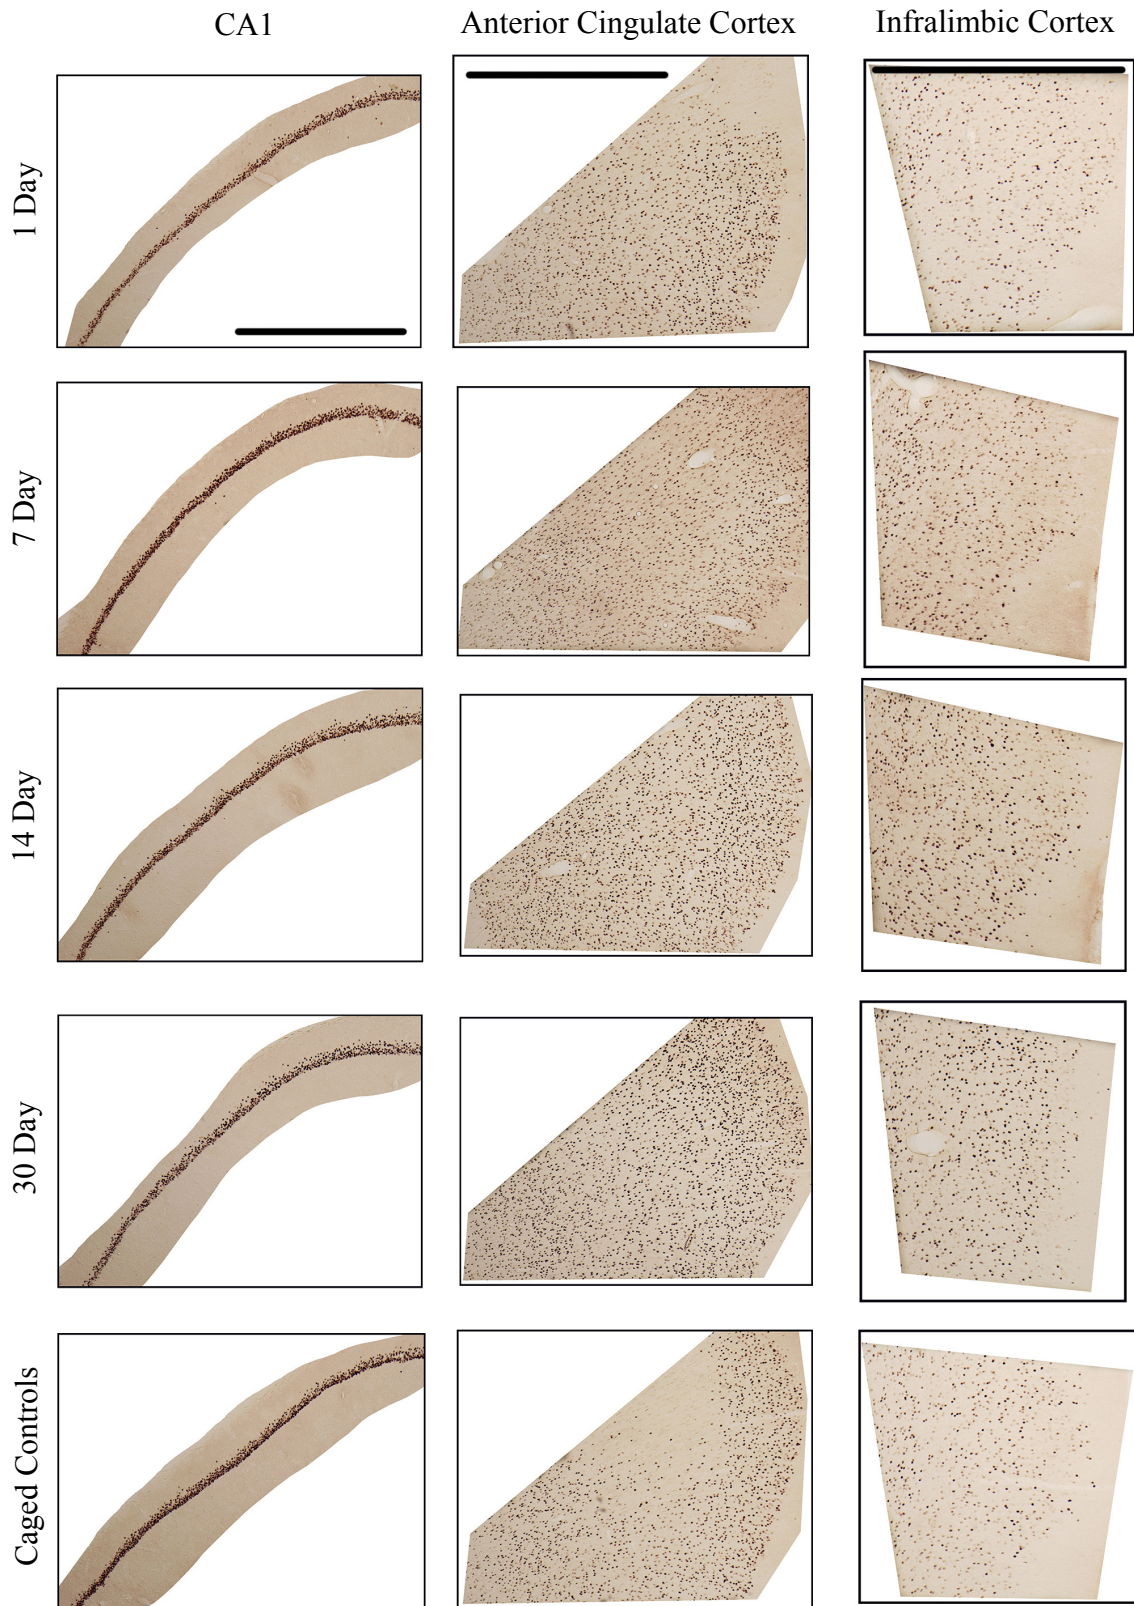 CA1
Anterior Cingulate Cortex
Infralimbic Cortex
1 Day
7 Day
14 Day
30 Day
Caged Controls